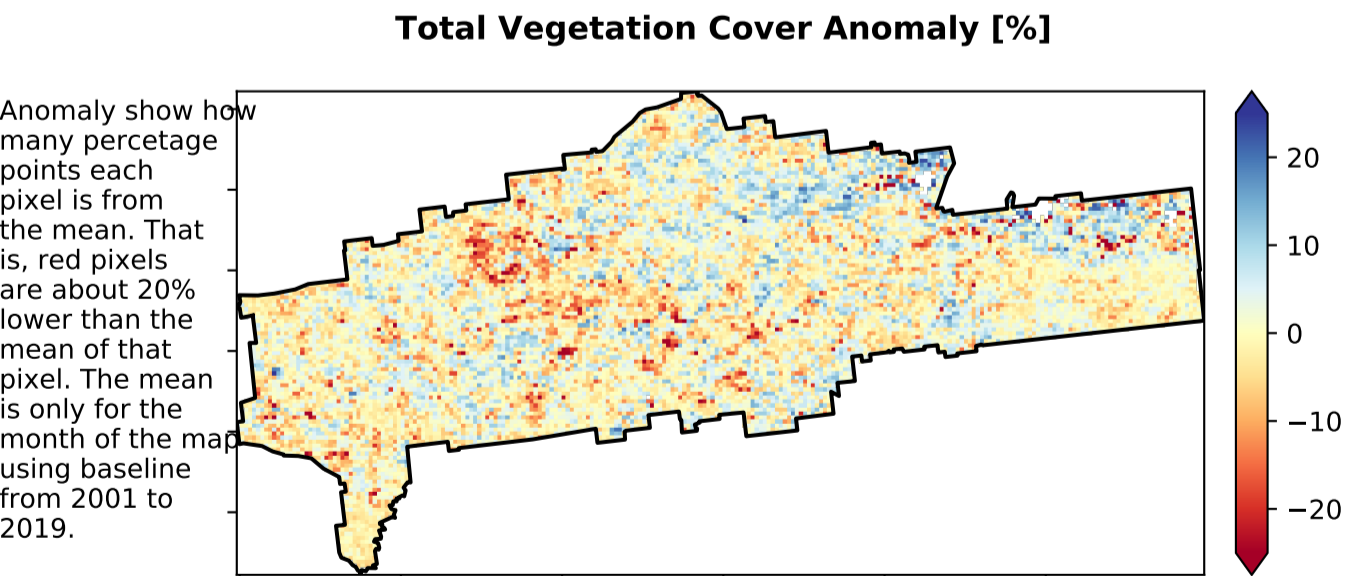 Total Vegetation Cover Anomaly [%]
Anomaly show how
many percetage
points each
pixel is from
the mean. That
is, red pixels
are about 20%
lower than the
mean of that
pixel. The mean
is only for the
month of the map
using baseline
from 2001 to
2019.
20
10
0
−10
−20